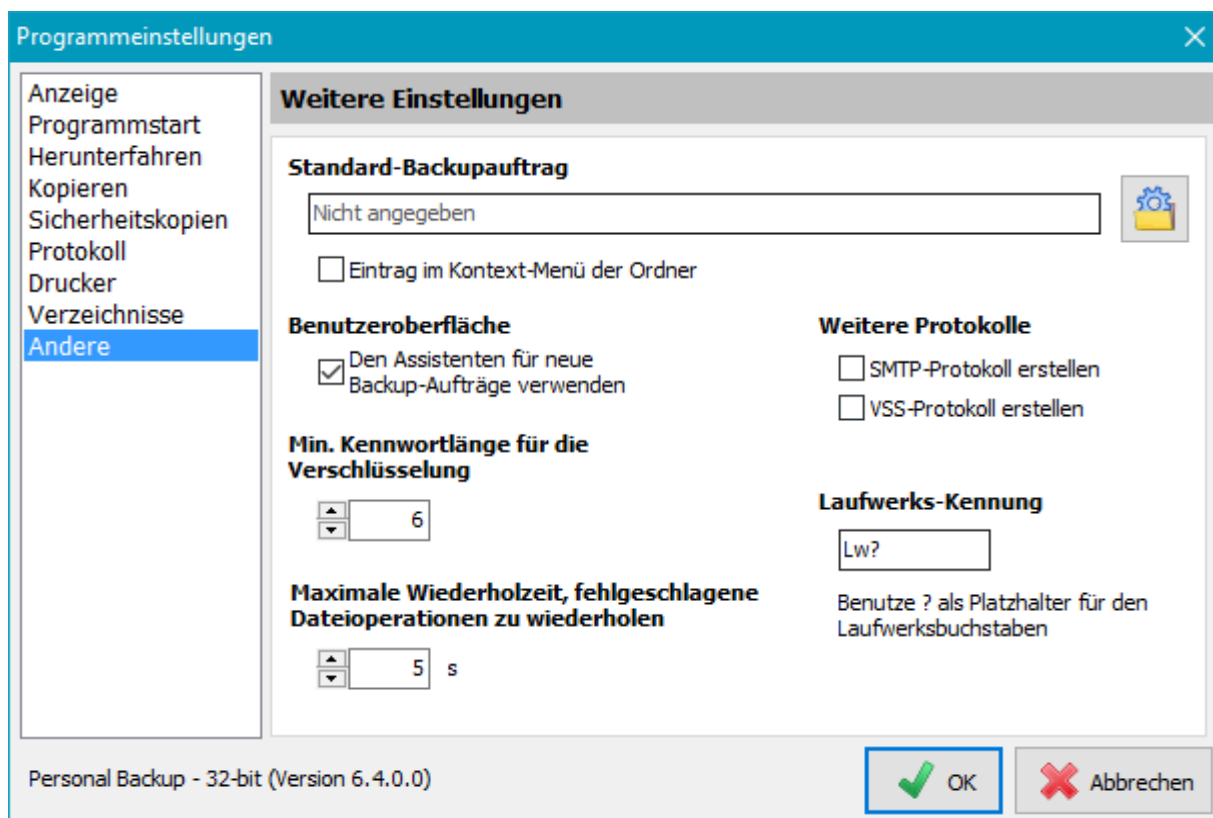 Programmeinstellungen
Anzeige
Programmstart
Herunterfahren
Kopieren
Sicherheitskopien
Protokoll
Drucker
Verzeichnisse
Andere
Weitere Einstellungen
Standard-Backupauftrag
Nicht angegeben
Eintrag im Kontext-Menü der Ordner
Benutzeroberfläche
Den Assistenten für neue
Backup-Aufträge verwenden
Min. Kennwortlänge für die
Verschlüsselung
6
Maximale Wiederholzeit, fehlgeschlagene
Dateioperationen zu wiederholen
5 s
Weitere Protokolle
SMTP-Protokoll erstellen
VSS-Protokoll erstellen
Laufwerks-Kennung
Lw?
Benutze ? als Platzhalter für den
Laufwerksbuchstaben
Personal Backup - 32-bit (Version 6.4.0.0)
OK
Abbrechen